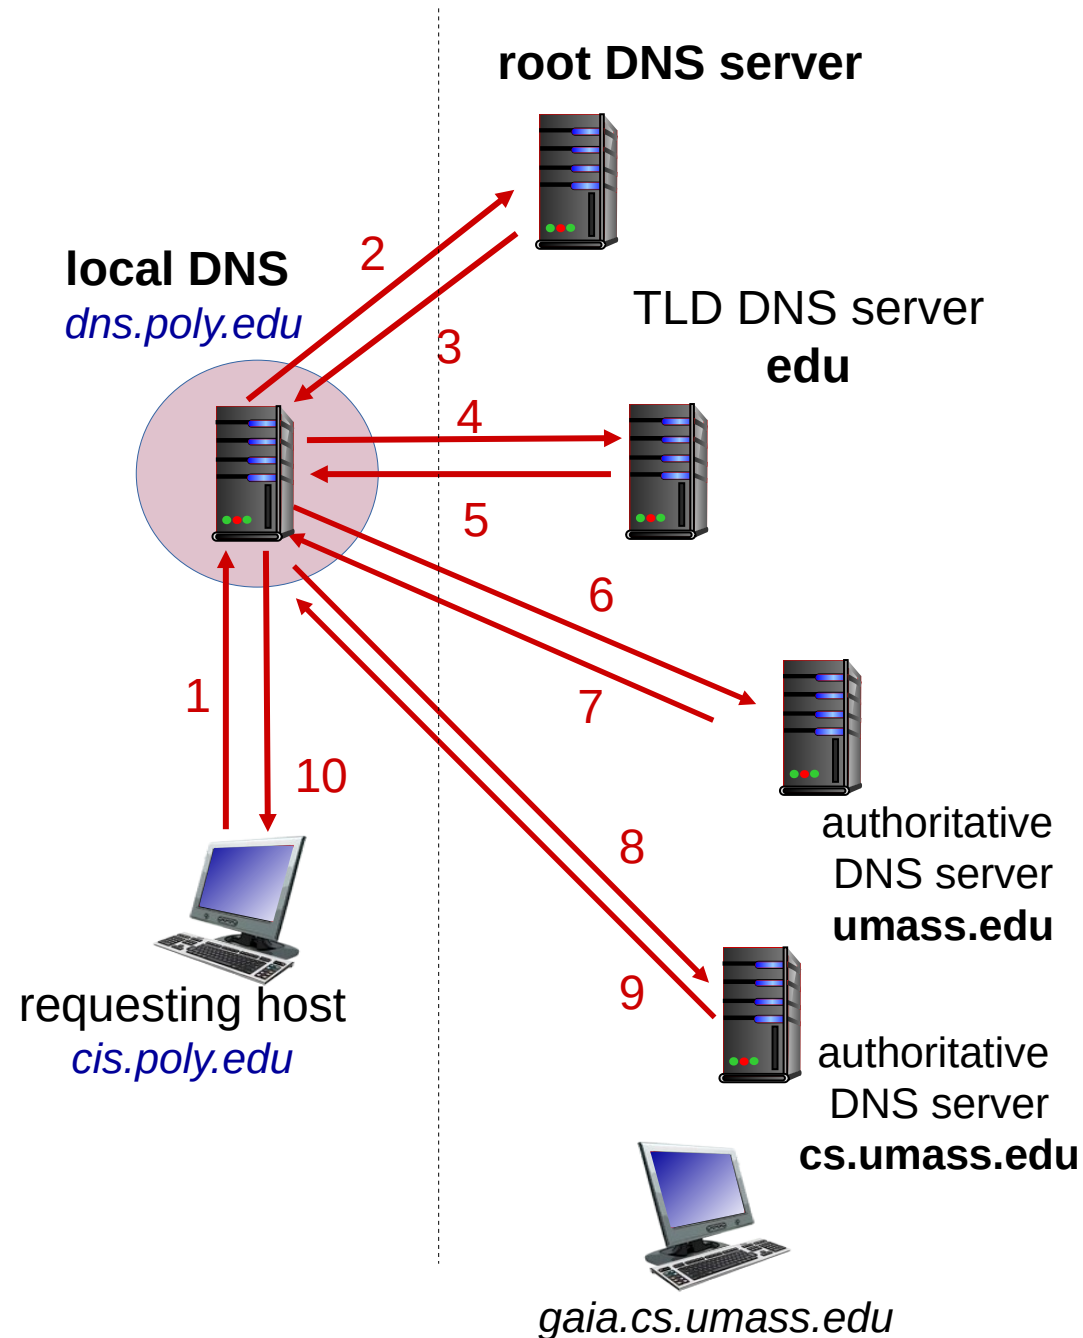 root DNS server
2
local DNS
dns.poly.edu
3
TLD DNS server
edu
4
5
6
7
1
10
authoritative
DNS server
umass.edu
8
9
requesting host
cis.poly.edu
authoritative
DNS server
cs.umass.edu
gaia.cs.umass.edu